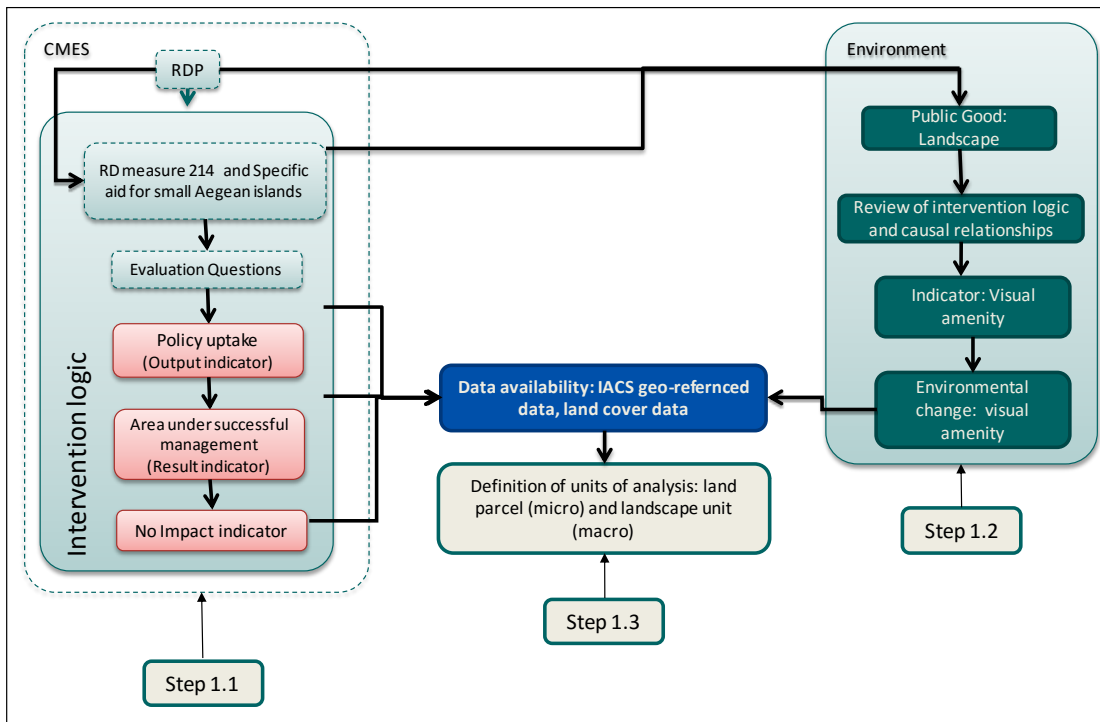 CMES
RDP
RD measure 214 and Specific
aid for small Aegean islands
Evaluation Questions
Policy uptake
(Output indicator)
Area under successful
management
(Result indicator)
No Impact indicator
Intervention logic
Step 1.1
Data availability: IACS geo-refernced
data, land cover data
Definition of units of analysis: land
parcel (micro) and landscape unit
(macro)
Step 1.3
Environment
Public Good:
Landscape
Review of intervention logic
and causal relationships
Indicator: Visual
amenity
Environmental
change: visual
amenity
Step 1.2